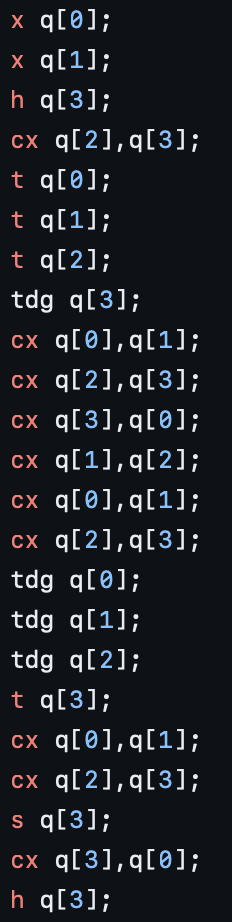 x q[0];
x q[1];
h q[3];
cx q[2],q[3];
t q[0];
t q[1];
t q[2];
tdg q[3];
cx q[0],q[1];
cx q[2],q[3];
cx q[3],q[0];
cx q[1],q[2];
cx q[0],q[1];
cx q[2],q[3];
tdg q[0];
tdg q[1];
tdg q[2];
t q[3];
cx q[0],q[1];
cx q[2],q[3];
s q[3];
cx q[3],q[0];
h q[3];